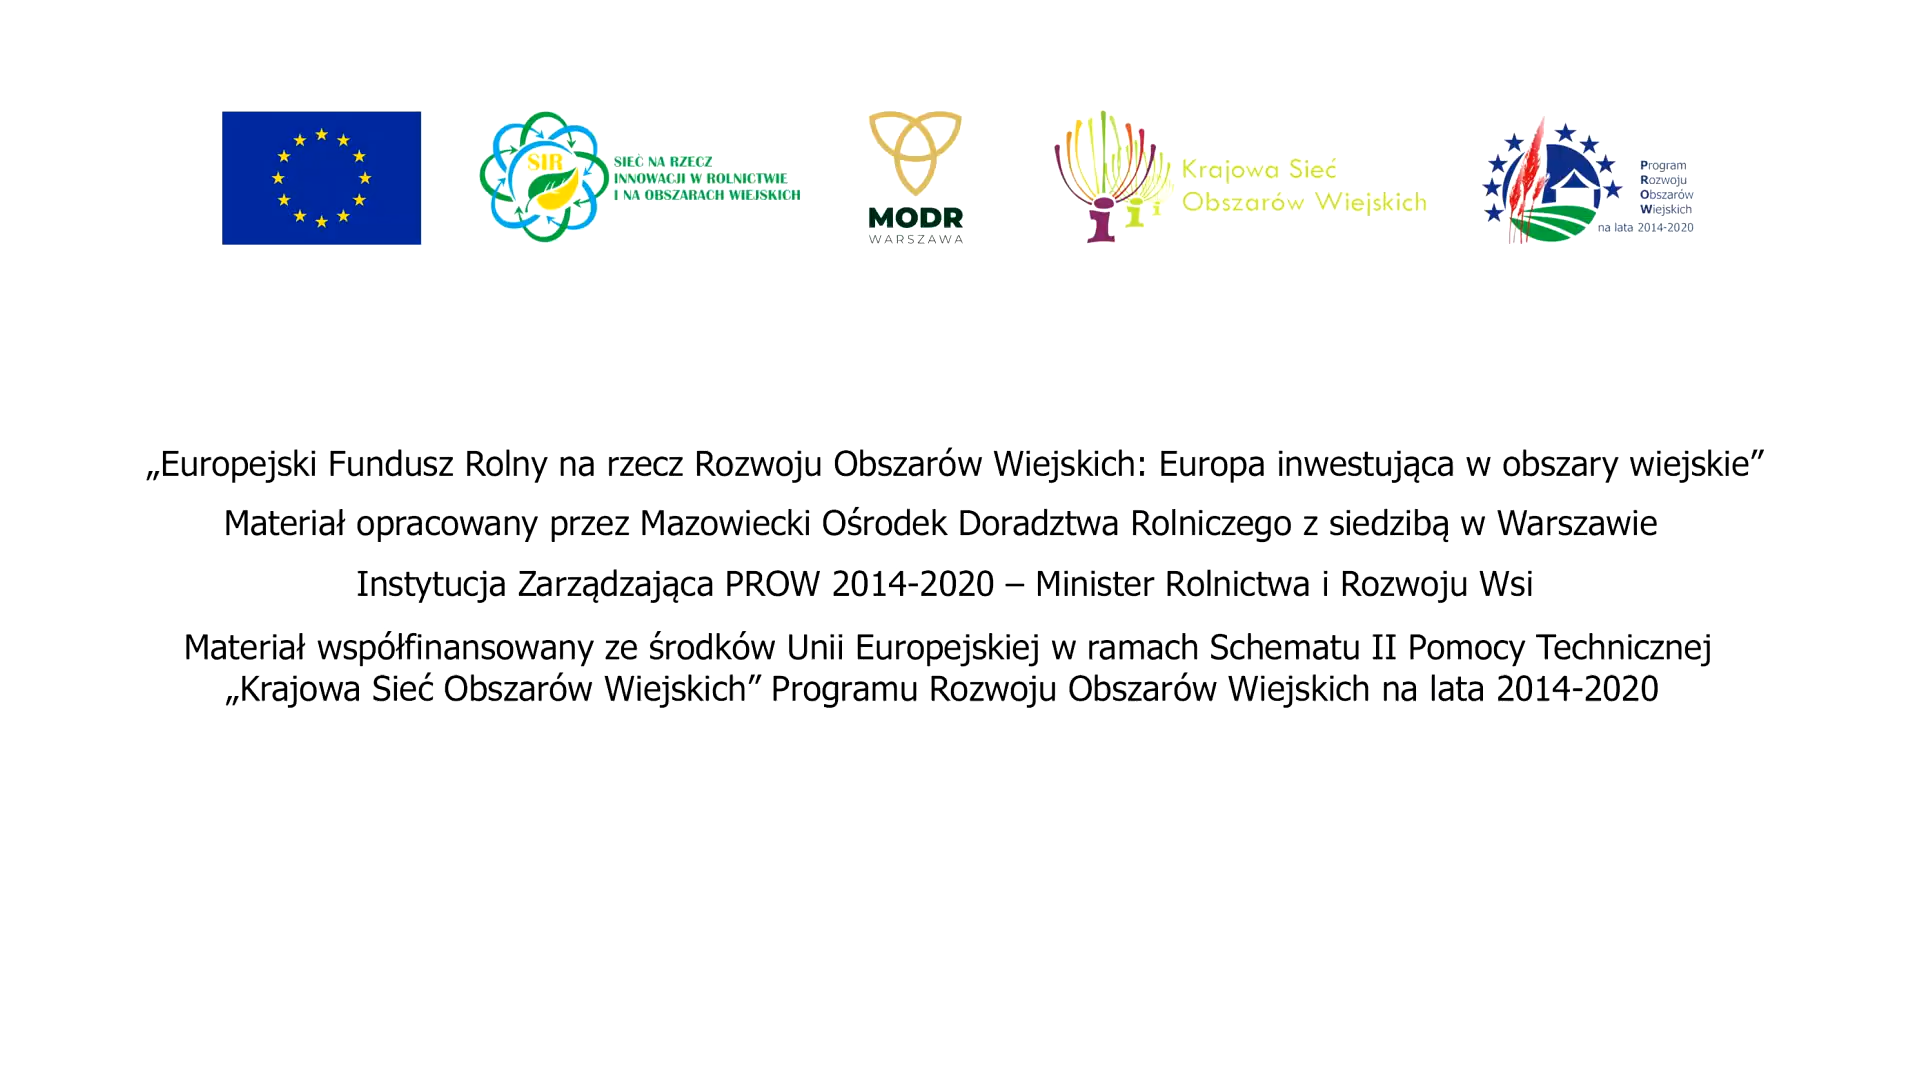 SIR
SIEĆ NA RZECZ
INNOWACJI W ROLNICTWIE
I NA OBSZARACH WIEJSKICH
MODR
WARSZAWA
Krajowa Sieć
Obszarów Wiejskich
Program
Rozwoju
Obszarów
Wiejskich
na lata 2014-2020
„Europejski Fundusz Rolny na rzecz Rozwoju Obszarów Wiejskich: Europa inwestująca w obszary wiejskie”
Materiał opracowany przez Mazowiecki Ośrodek Doradztwa Rolniczego z siedzibą w Warszawie
Instytucja Zarządzająca PROW 2014-2020 – Minister Rolnictwa i Rozwoju Wsi
Materiał współfinansowany ze środków Unii Europejskiej w ramach Schematu II Pomocy Technicznej
„Krajowa Sieć Obszarów Wiejskich” Programu Rozwoju Obszarów Wiejskich na lata 2014-2020